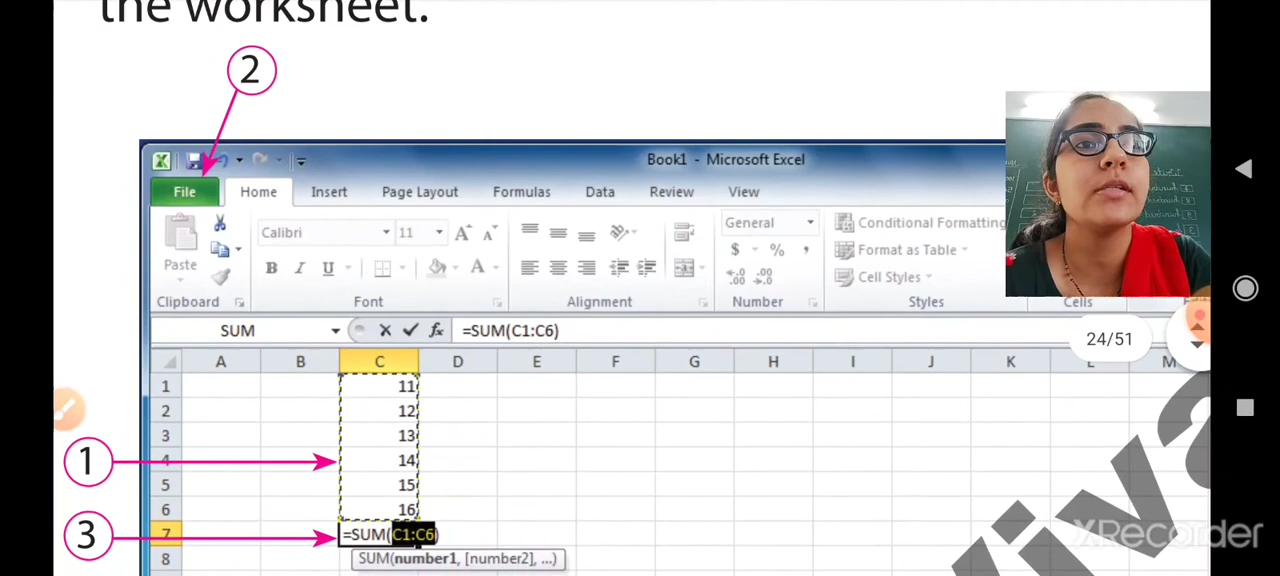 the worksheet.
2
Book1 - Microsoft Excel
File Home Insert Page Layout Formulas Data Review View
Calibri 11 A A General Conditional Formatting
Paste $ % , Format as Table
B I U A Cell Styles
Clipboard Font Alignment Number Styles Cells
SUM fx =SUM(C1:C6)
24/51
A B C D E F G H I J K L M
1 11
2 12
3 13
1
4 14
5 15
6 16
3
7 =SUM(C1:C6)
8 SUM(number1, [number2], ...)
iva
XRecorder